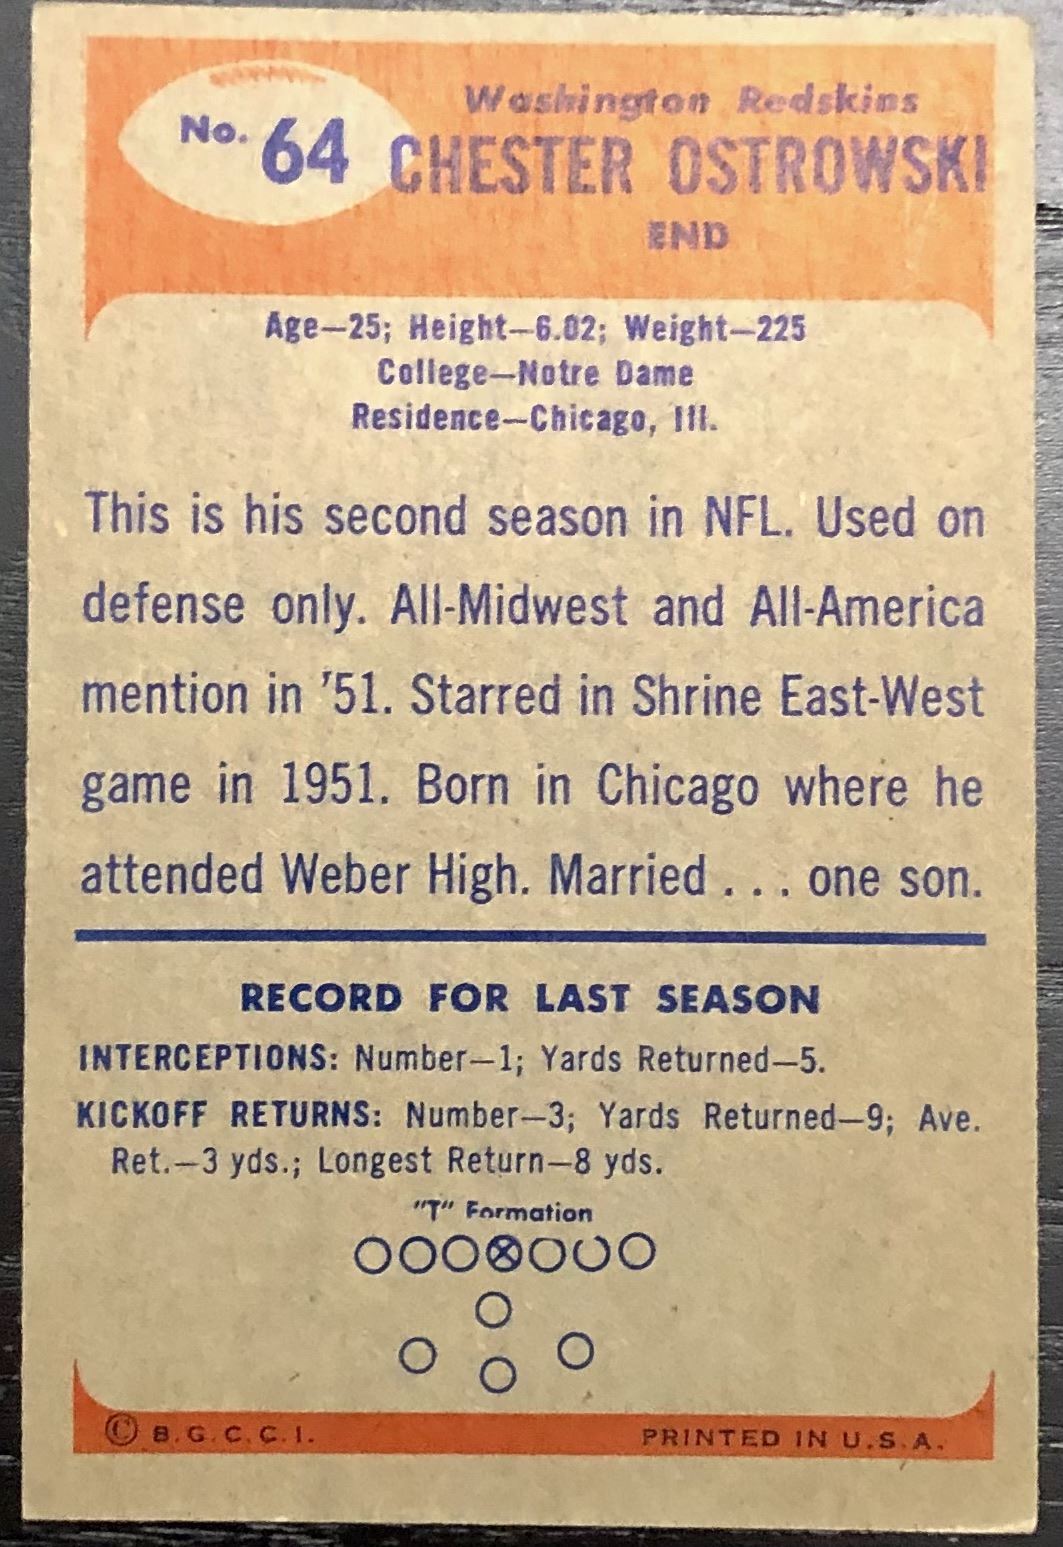 Washington Redskins
No. 64 CHESTER OSTROWSKI
END
Age—25; Height—6.02; Weight—225
College—Notre Dame
Residence—Chicago, Ill.
This is his second season in NFL. Used on
defense only. All-Midwest and All-America
mention in '51. Starred in Shrine East-West
game in 1951. Born in Chicago where he
attended Weber High. Married . . . one son.
RECORD FOR LAST SEASON
INTERCEPTIONS: Number—1; Yards Returned—5.
KICKOFF RETURNS: Number—3; Yards Returned—9; Ave.
Ret.—3 yds.; Longest Return—8 yds.
"T" Formation
© B.G.C.C.I. PRINTED IN U.S.A.